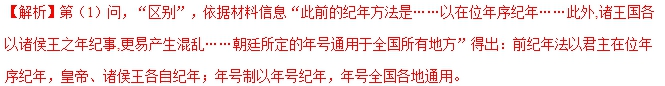 【解析】第（1）问，“区别”，依据材料信息“此前的纪年方法是……以在位年序纪年……此外,诸王国各
以诸侯王之年纪事,更易产生混乱……朝廷所定的年号通用于全国所有地方”得出：前纪年法以君主在位年
序纪年，皇帝、诸侯王各自纪年；年号制以年号纪年，年号全国各地通用。